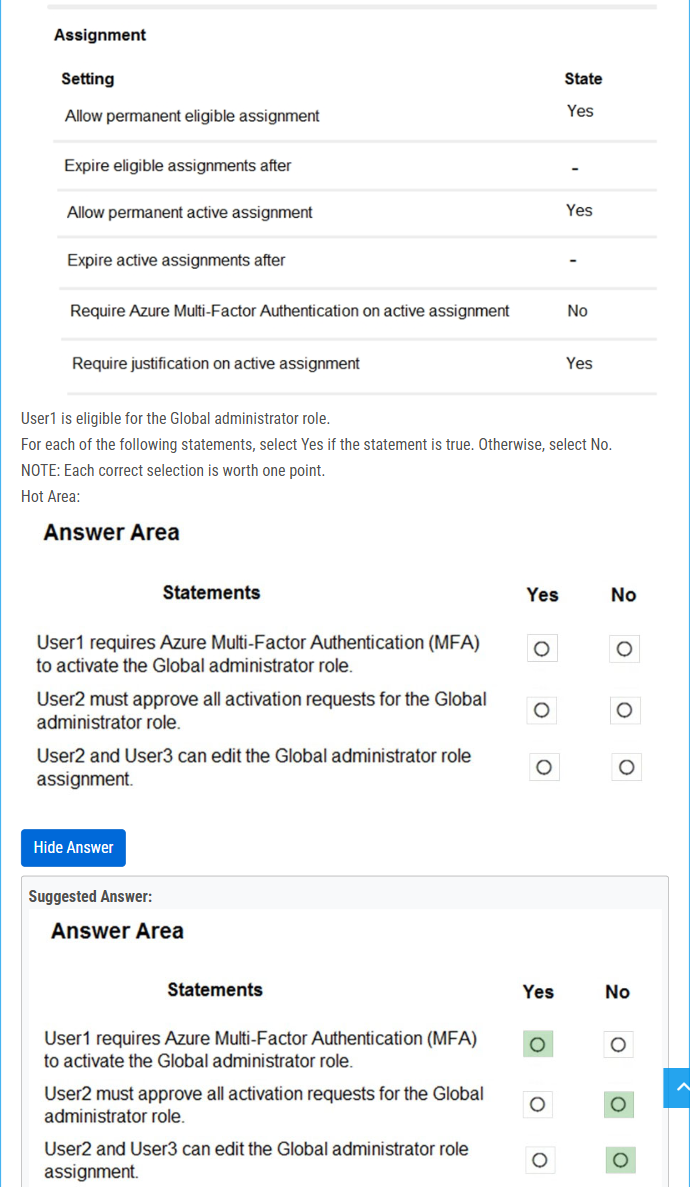 Assignment
Setting State
Allow permanent eligible assignment Yes
Expire eligible assignments after -
Allow permanent active assignment Yes
Expire active assignments after -
Require Azure Multi-Factor Authentication on active assignment No
Require justification on active assignment Yes
User1 is eligible for the Global administrator role.
For each of the following statements, select Yes if the statement is true. Otherwise, select No.
NOTE: Each correct selection is worth one point.
Hot Area:
Answer Area
Statements Yes No
User1 requires Azure Multi-Factor Authentication (MFA)
to activate the Global administrator role.
User2 must approve all activation requests for the Global
administrator role.
User2 and User3 can edit the Global administrator role
assignment.
Hide Answer
Suggested Answer:
Answer Area
Statements Yes No
User1 requires Azure Multi-Factor Authentication (MFA)
to activate the Global administrator role.
User2 must approve all activation requests for the Global
administrator role.
User2 and User3 can edit the Global administrator role
assignment.